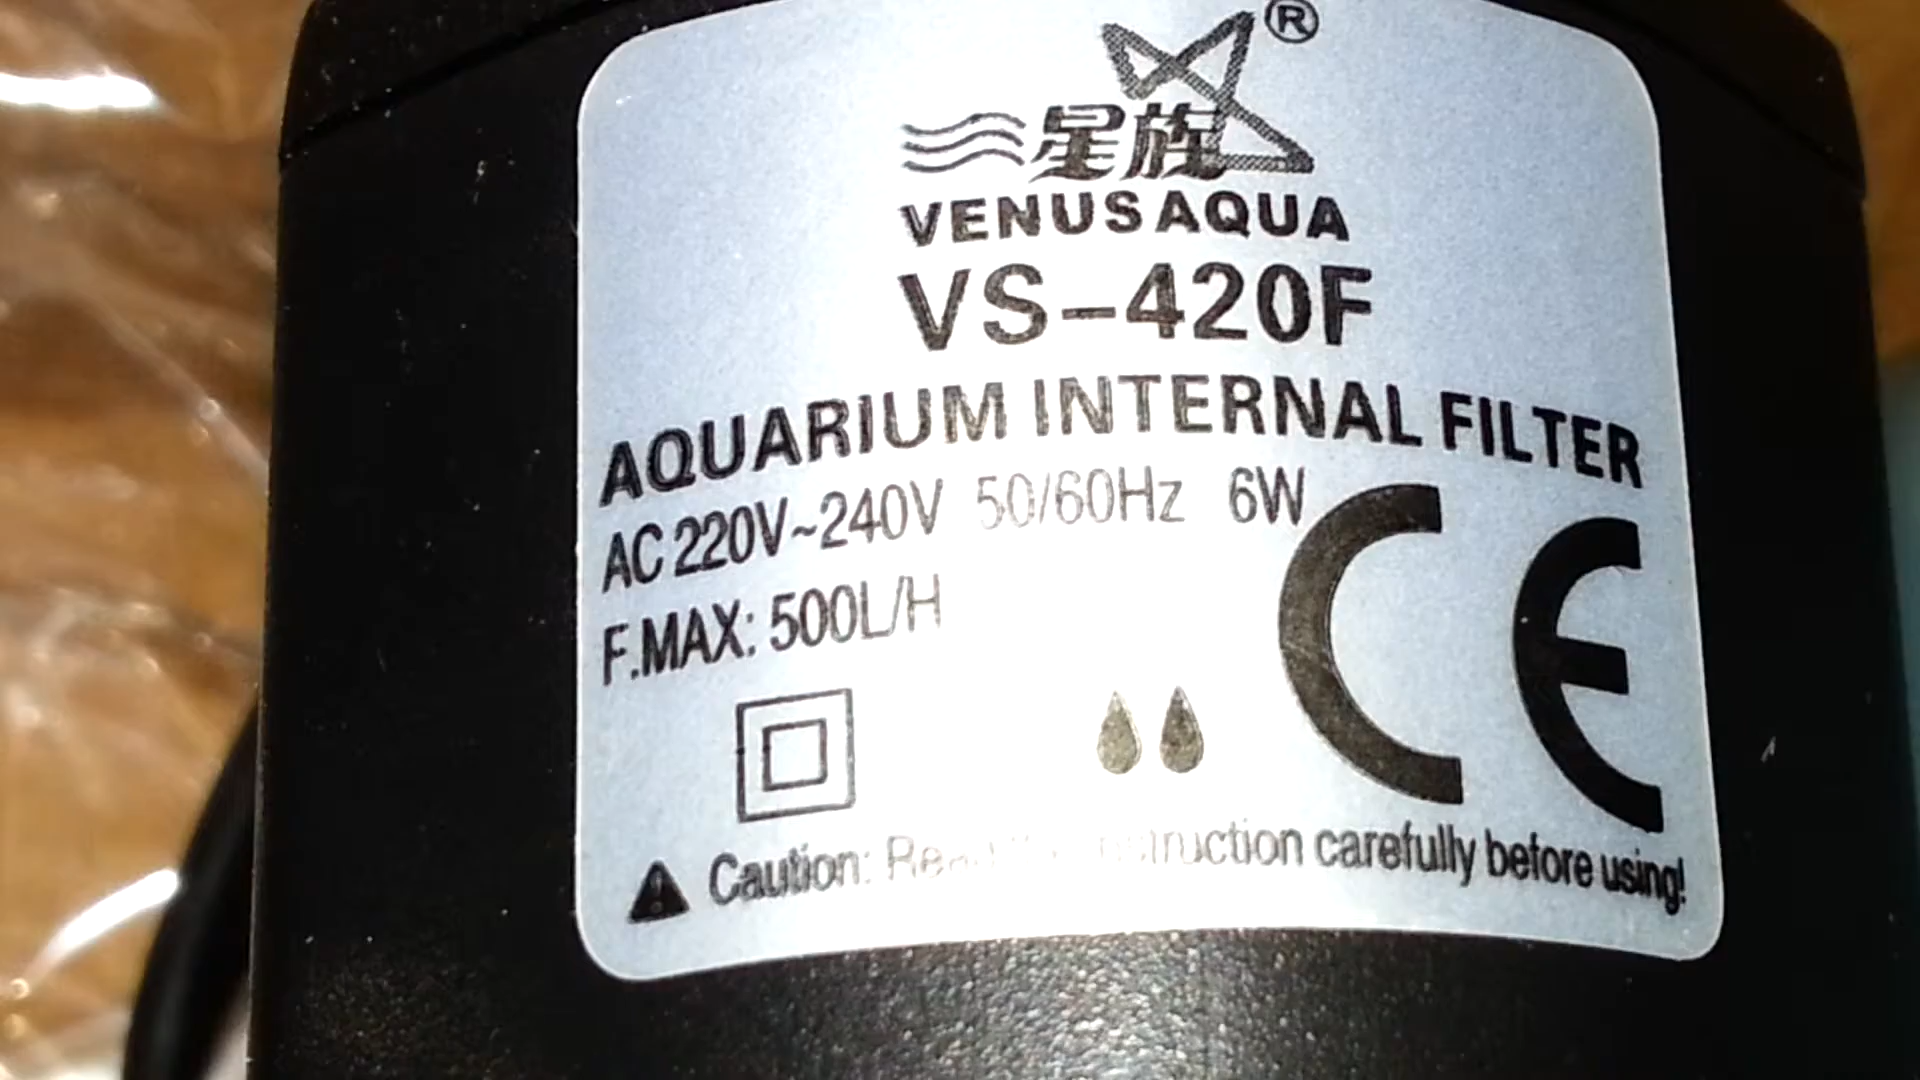 ®
星族
VENUSAQUA
VS-420F
AQUARIUM INTERNAL FILTER
AC 220V~240V 50/60Hz 6W
F.MAX: 500L/H
CE
Caution: carefully before using!